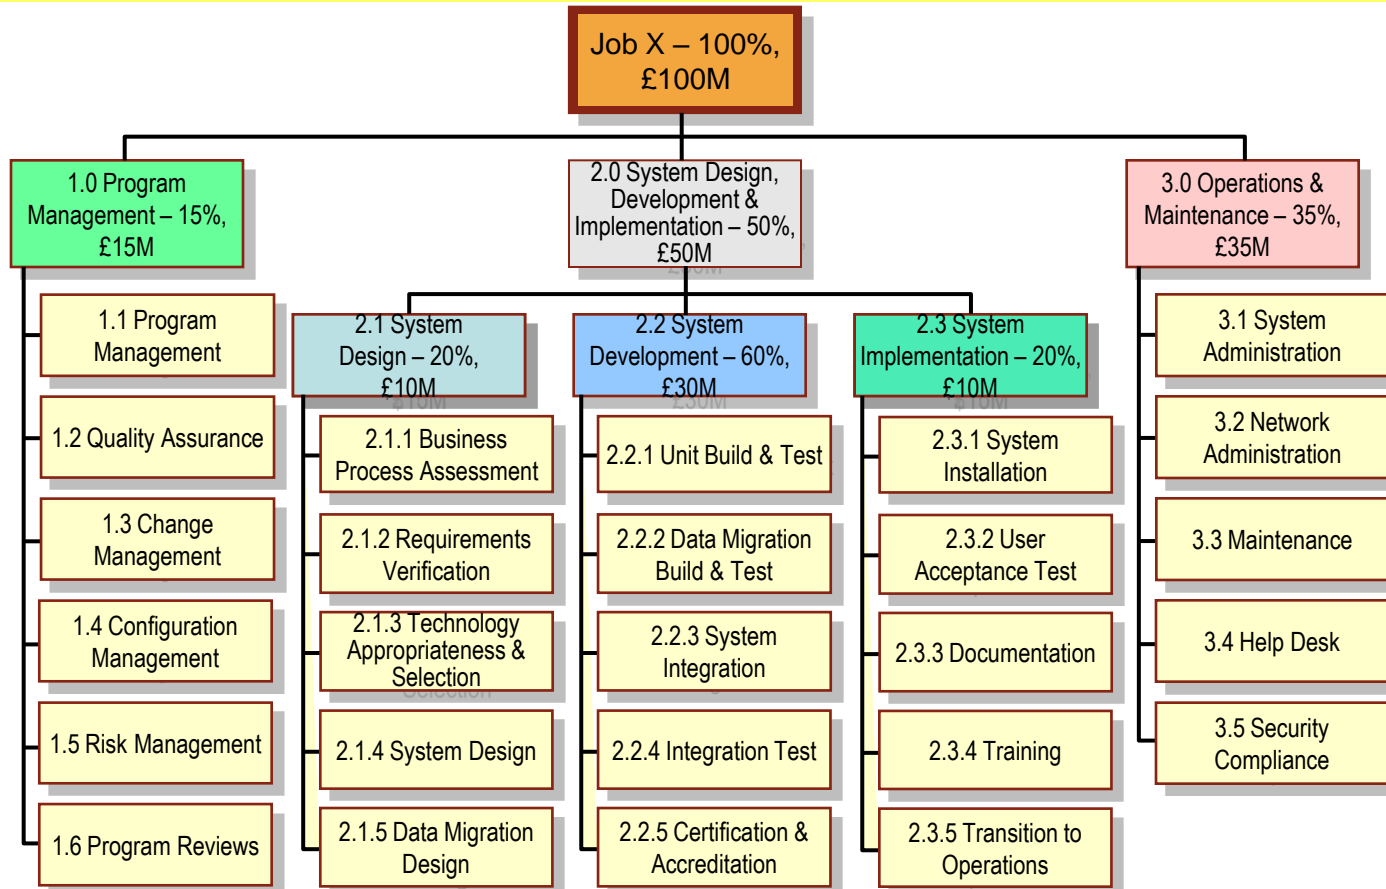 Job X – 100%,
£100M
1.0 Program
Management – 15%,
£15M
2.0 System Design,
Development &
Implementation – 50%,
£50M
3.0 Operations &
Maintenance – 35%,
£35M
1.1 Program
Management
1.2 Quality Assurance
1.3 Change
Management
1.4 Configuration
Management
1.5 Risk Management
1.6 Program Reviews
2.1 System
Design – 20%,
£10M
2.1.1 Business
Process Assessment
2.1.2 Requirements
Verification
2.1.3 Technology
Appropriateness &
Selection
2.1.4 System Design
2.1.5 Data Migration
Design
2.2 System
Development – 60%,
£30M
2.2.1 Unit Build & Test
2.2.2 Data Migration
Build & Test
2.2.3 System
Integration
2.2.4 Integration Test
2.2.5 Certification &
Accreditation
2.3 System
Implementation – 20%,
£10M
2.3.1 System
Installation
2.3.2 User
Acceptance Test
2.3.3 Documentation
2.3.4 Training
2.3.5 Transition to
Operations
3.1 System
Administration
3.2 Network
Administration
3.3 Maintenance
3.4 Help Desk
3.5 Security
Compliance